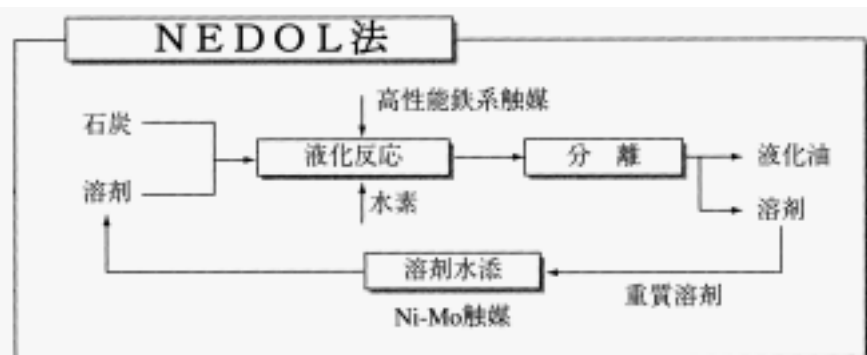 NEDOL法
高性能鉄系触媒
石炭
液化反応
分離
液化油
溶剤
水素
溶剤
溶剤水添
重質溶剤
Ni-Mo触媒